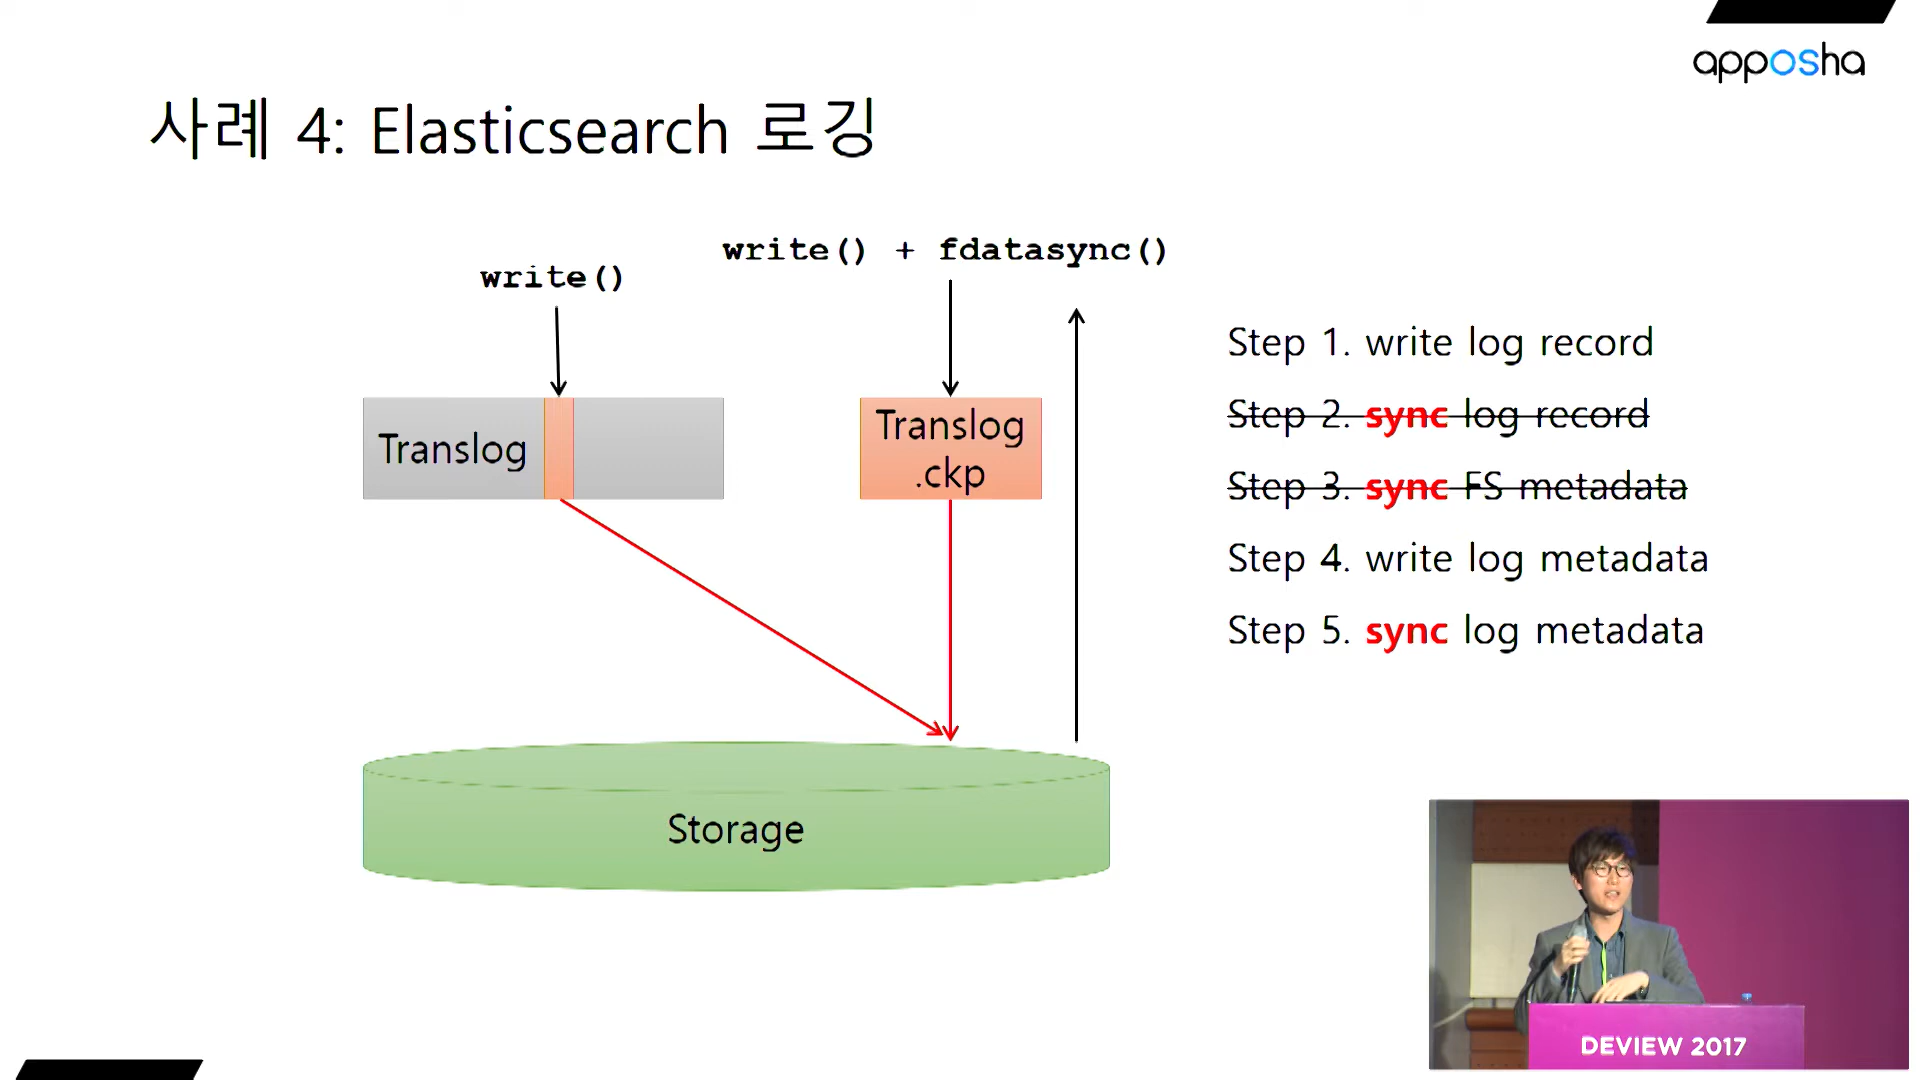 apposha
사례 4: Elasticsearch 로깅
write() + fdatasync()
write()
Translog
Translog
.ckp
Storage
Step 1. write log record
Step 2. sync log record
Step 3. sync FS metadata
Step 4. write log metadata
Step 5. sync log metadata
DEVIEW 2017